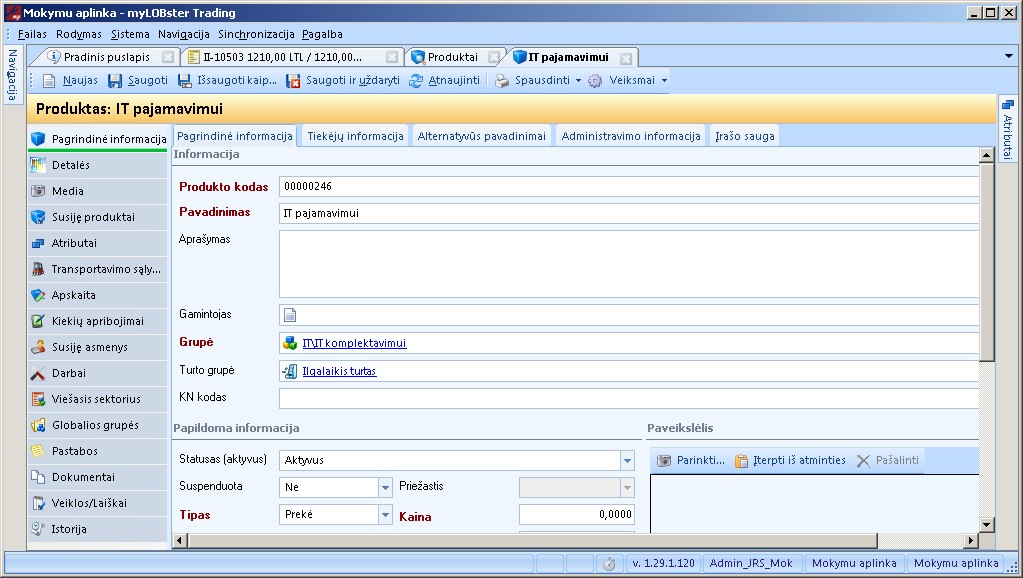 Mokymu aplinka - myLOBster Trading
Failas Rodymas Sistema Navigacija Sinchronizacija Pagalba
Navigacija
Pradinis puslapis
II-10503 1210,00 LTL / 1210,00...
Produktai
IT pajamavimui
Naujas Saugoti Išsaugoti kaip... Saugoti ir uždaryti Atnaujinti Spausdinti Veiksmai
Produktas: IT pajamavimui
Atributai
Pagrindinė informacija
Detalės
Media
Susiję produktai
Atributai
Transportavimo sąly...
Apskaita
Kiekių apribojimai
Susiję asmenys
Darbai
Viešasis sektorius
Globalios grupės
Pastabos
Dokumentai
Veiklos/Laiškai
Istorija
Pagrindinė informacija Tiekėjų informacija Alternatyvūs pavadinimai Administravimo informacija Įrašo sauga
Informacija
Produkto kodas 00000246
Pavadinimas IT pajamavimui
Aprašymas
Gamintojas
Grupė IT\IT komplektavimui
Turto grupė Ilgalaikis turtas
KN kodas
Papildoma informacija
Statusas (aktyvus) Aktyvus
Suspenduota Ne Priežastis
Tipas Prekė Kaina 0,0000
Paveikslėlis
Parinkti... Įterpti iš atminties Pašalinti
v. 1.29.1.120 Admin_JRS_Mok Mokymu aplinka Mokymu aplinka